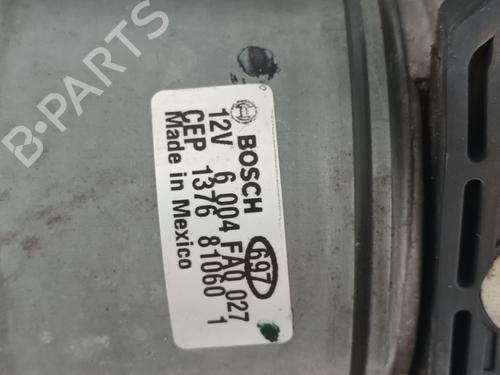 BOSCH
12V 6 004 FA0 027
CEP 1376 81060 1
Made in Mexico
697
B-PARTS